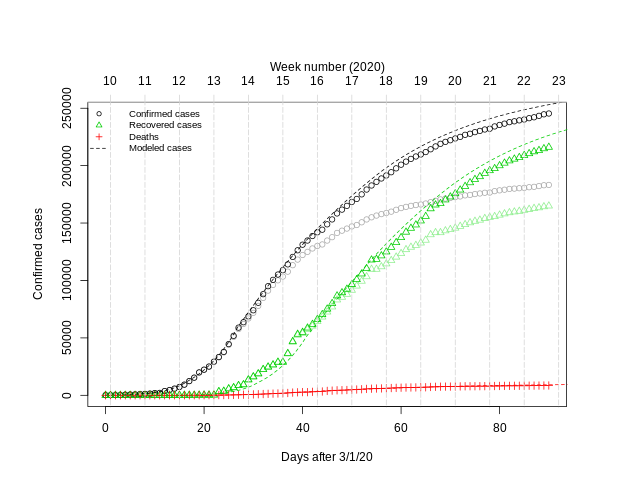 Week number (2020)
10 11 12 13 14 15 16 17 18 19 20 21 22 23
Confirmed cases
Recovered cases
Deaths
Modeled cases
Confirmed cases
250000
200000
150000
100000
50000
0
0 20 40 60 80
Days after 3/1/20